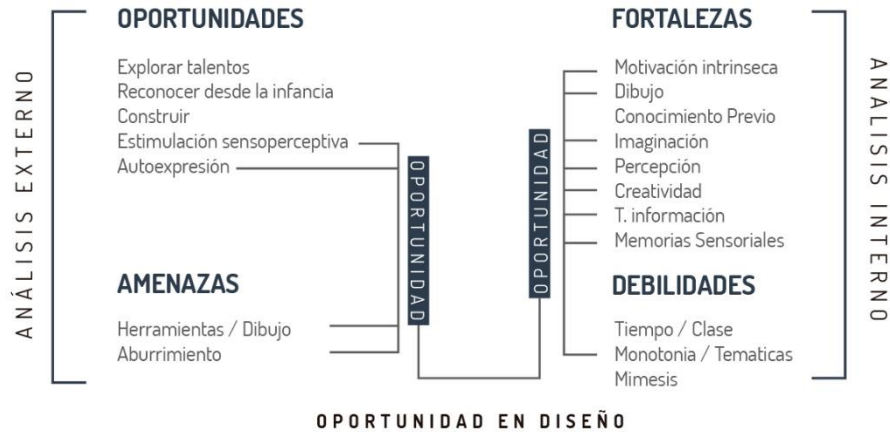 ANÁLISIS EXTERNO
OPORTUNIDADES
Explorar talentos
Reconocer desde la infancia
Construir
Estimulación sensoperceptiva
Autoexpresión
AMENAZAS
Herramientas / Dibujo
Aburrimiento
OPORTUNIDAD
OPORTUNIDAD
FORTALEZAS
Motivación intrinseca
Dibujo
Conocimiento Previo
Imaginación
Percepción
Creatividad
T. información
Memorias Sensoriales
DEBILIDADES
Tiempo / Clase
Monotonia / Tematicas
Mimesis
ANALISIS INTERNO
OPORTUNIDAD EN DISEÑO